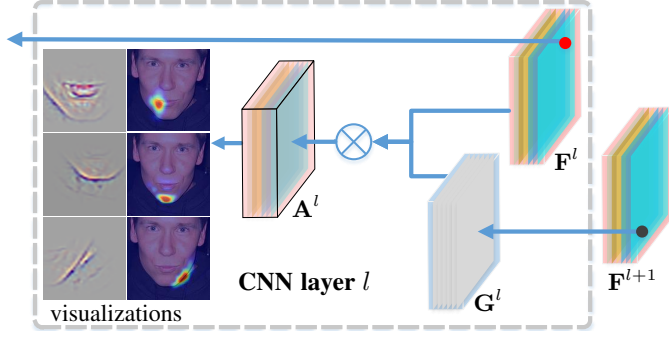 F^l
A^l
F^{l+1}
CNN layer l
G^l
visualizations